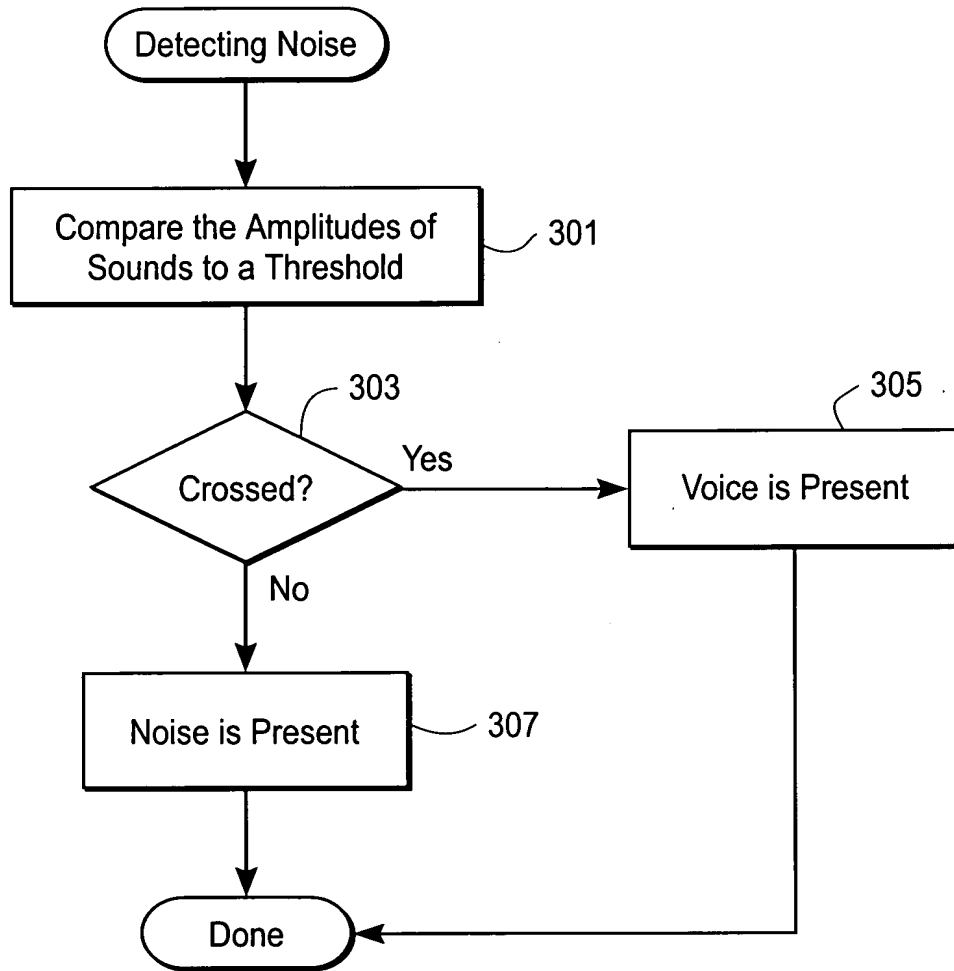 Detecting Noise
Compare the Amplitudes of
Sounds to a Threshold
301
303
Crossed?
Yes
305
Voice is Present
No
Noise is Present
307
Done